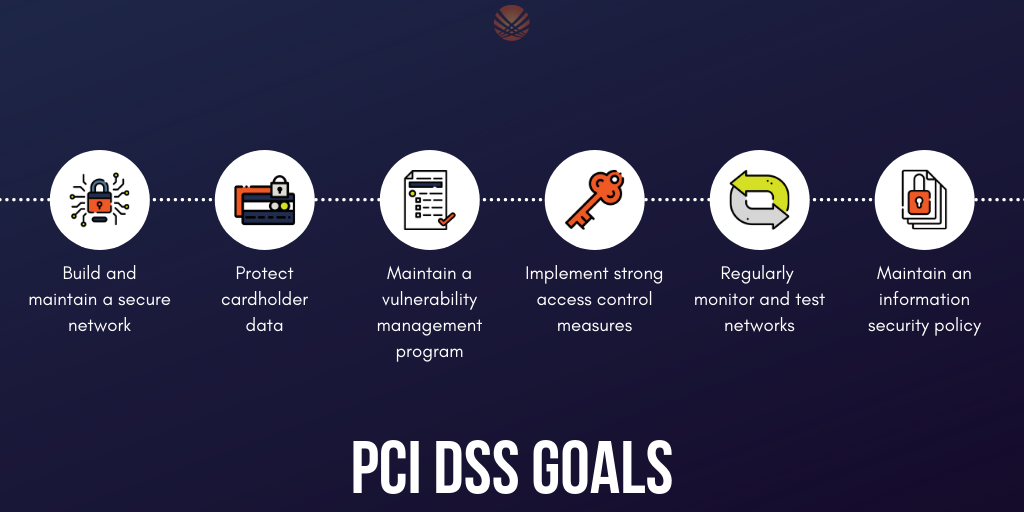 Build and
maintain a secure
network
Protect
cardholder
data
Maintain a
vulnerability
management
program
Implement strong
access control
measures
Regularly
monitor and test
networks
Maintain an
information
security policy
PCI DSS GOALS